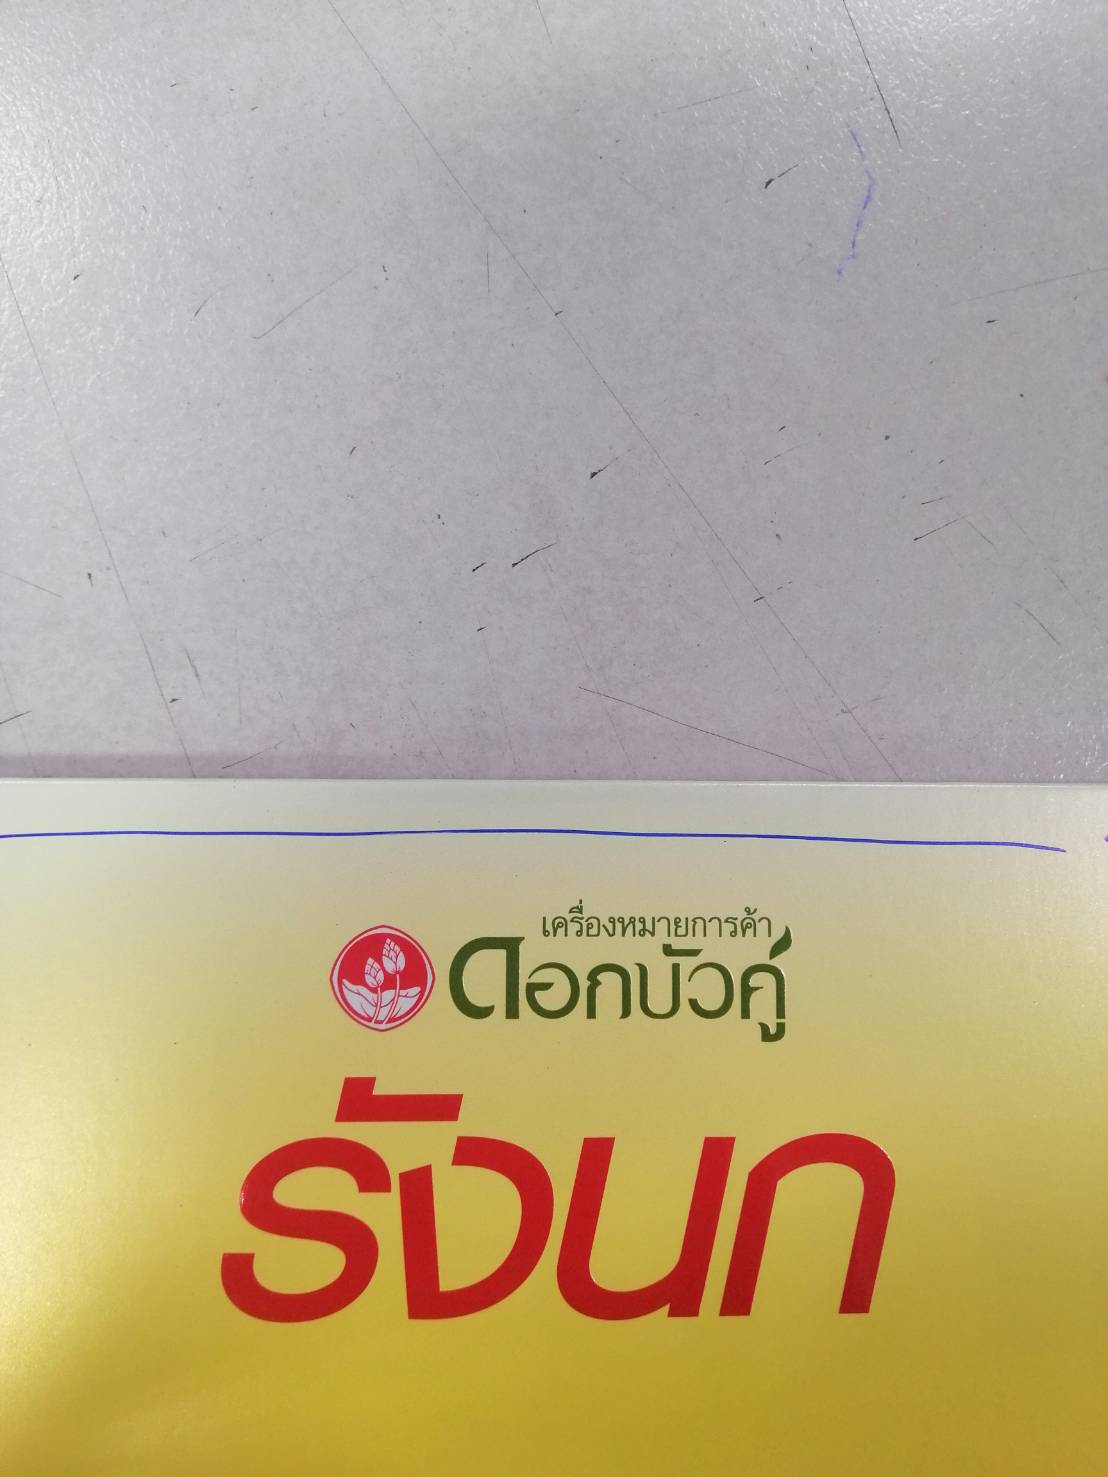 เครื่องหมายการค้า
ดอกบัวคู่
รังนก